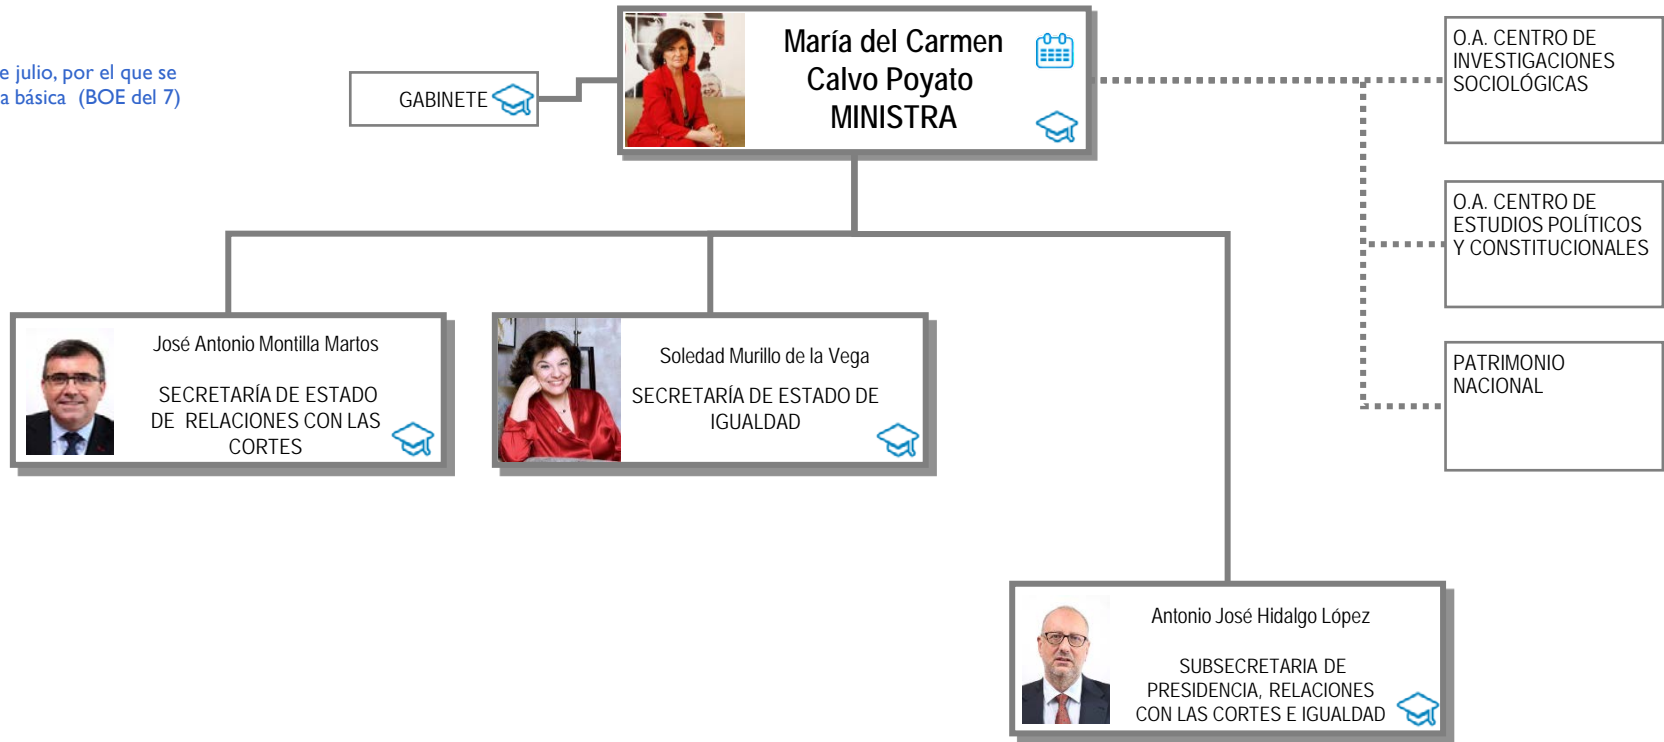 e julio, por el que se
a básica (BOE del 7)
GABINETE
María del Carmen
Calvo Poyato
MINISTRA
O.A. CENTRO DE
INVESTIGACIONES
SOCIOLÓGICAS
O.A. CENTRO DE
ESTUDIOS POLÍTICOS
Y CONSTITUCIONALES
PATRIMONIO
NACIONAL
José Antonio Montilla Martos
SECRETARÍA DE ESTADO
DE RELACIONES CON LAS
CORTES
Soledad Murillo de la Vega
SECRETARÍA DE ESTADO DE
IGUALDAD
Antonio José Hidalgo López
SUBSECRETARIA DE
PRESIDENCIA, RELACIONES
CON LAS CORTES E IGUALDAD